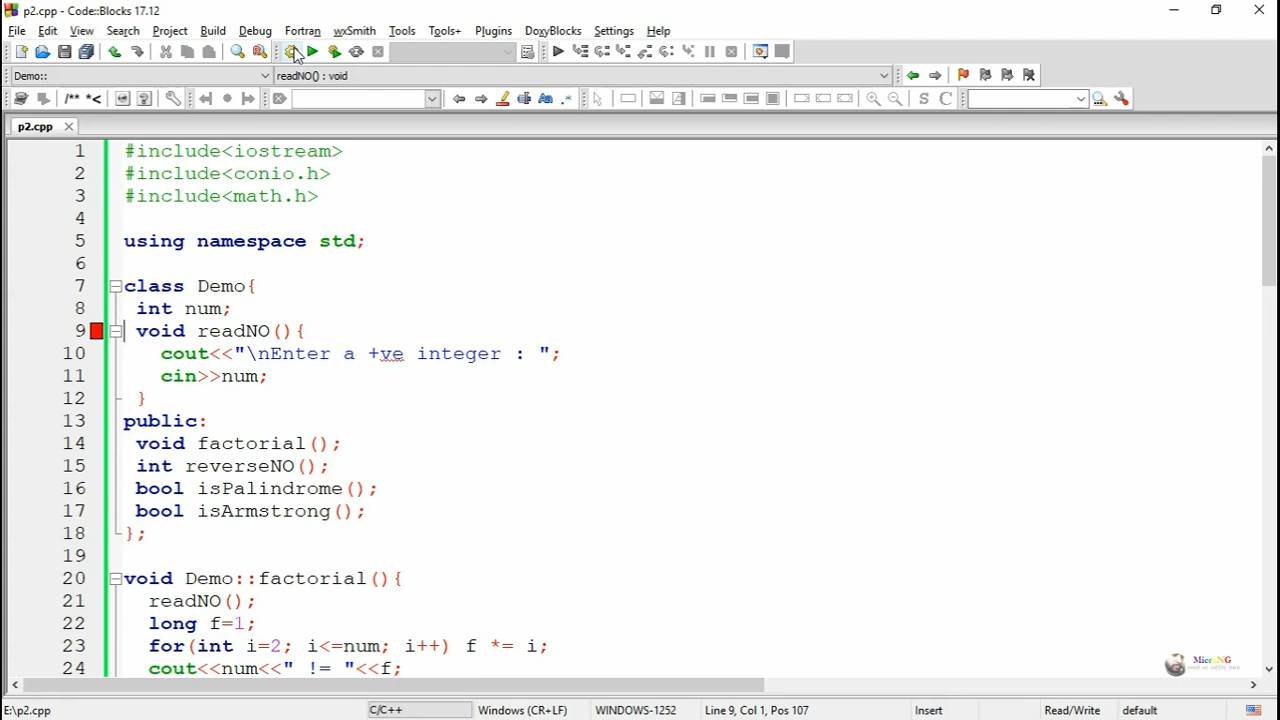 p2.cpp - Code::Blocks 17.12
File Edit View Search Project Build Debug Fortran wxSmith Tools Tools+ Plugins DoxyBlocks Settings Help
Demo:: readNO() : void
/** *<
S C
p2.cpp
1 #include<iostream>
2 #include<conio.h>
3 #include<math.h>
4
5 using namespace std;
6
7 class Demo{
8 int num;
9 void readNO(){
10 cout<<"\nEnter a +ve integer : ";
11 cin>>num;
12 }
13 public:
14 void factorial();
15 int reverseNO();
16 bool isPalindrome();
17 bool isArmstrong();
18 };
19
20 void Demo::factorial(){
21 readNO();
22 long f=1;
23 for(int i=2; i<=num; i++) f *= i;
24 cout<<num<<" != "<<f;
MicroNG
E:\p2.cpp C/C++ Windows (CR+LF) WINDOWS-1252 Line 9, Col 1, Pos 107 Insert Read/Write default